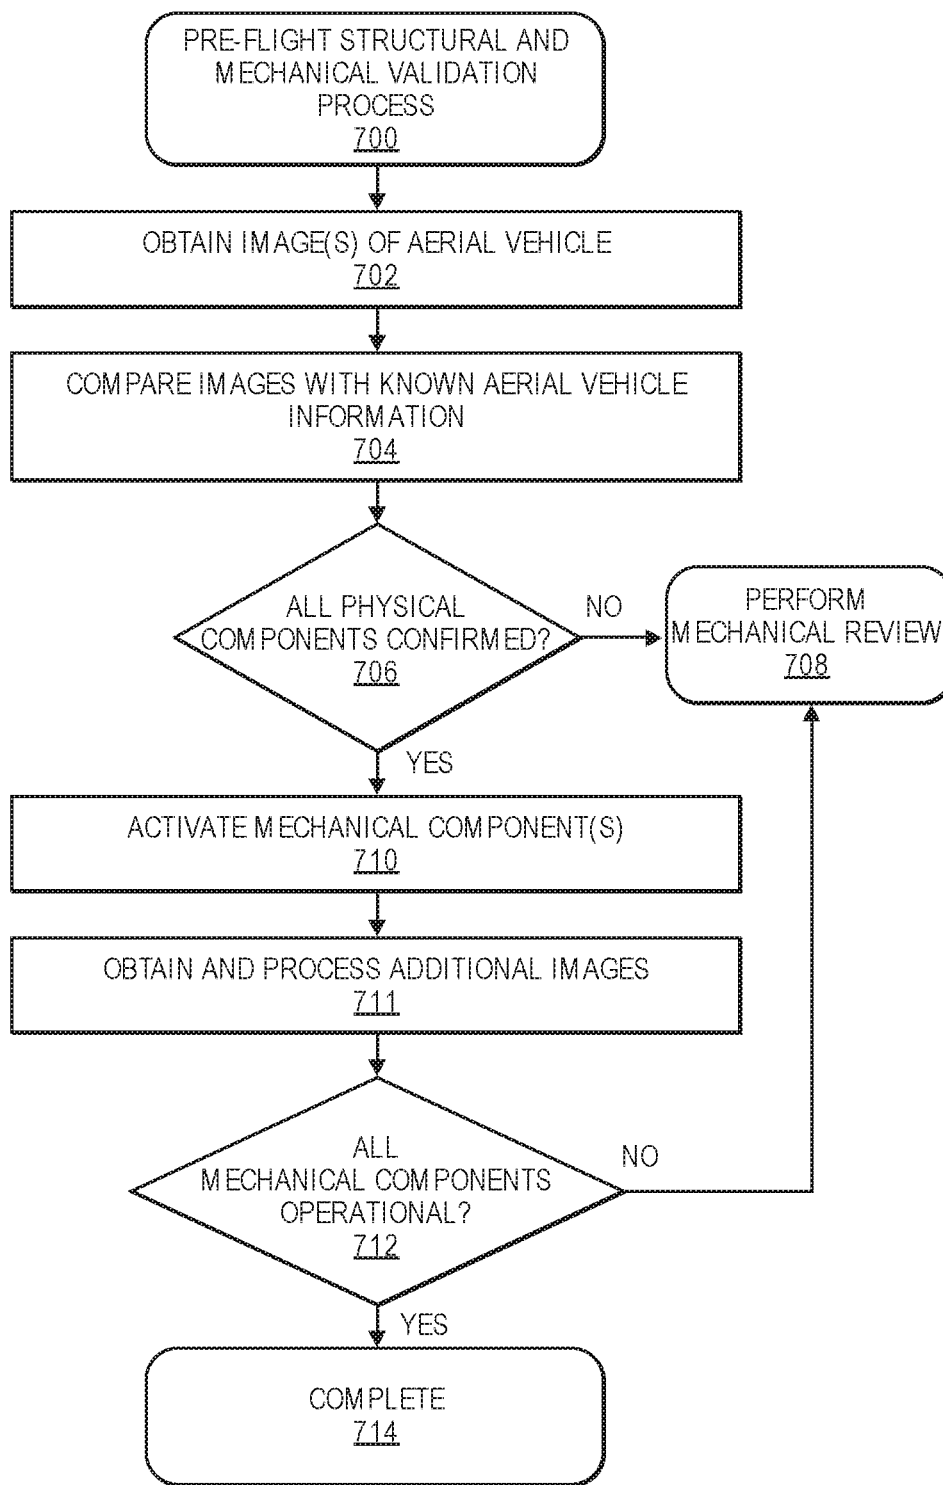 PRE-FLIGHT STRUCTURAL AND
MECHANICAL VALIDATION
PROCESS
700
OBTAIN IMAGE(S) OF AERIAL VEHICLE
702
COMPARE IMAGES WITH KNOWN AERIAL VEHICLE
INFORMATION
704
ALL PHYSICAL
COMPONENTS CONFIRMED?
706
NO
PERFORM
MECHANICAL REVIEW
708
YES
ACTIVATE MECHANICAL COMPONENT(S)
710
OBTAIN AND PROCESS ADDITIONAL IMAGES
711
ALL
MECHANICAL COMPONENTS
OPERATIONAL?
712
NO
YES
COMPLETE
714